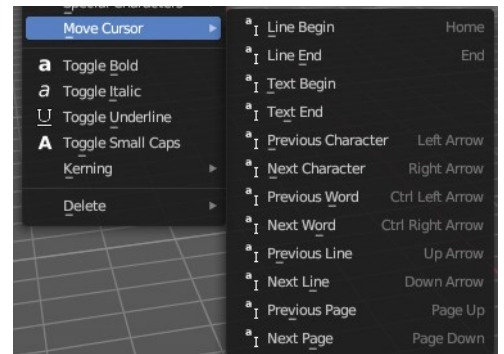 Special Characters
Move Cursor
Toggle Bold
Toggle Italic
Toggle Underline
Toggle Small Caps
Kerning
Delete
Line Begin Home
Line End End
Text Begin
Text End
Previous Character Left Arrow
Next Character Right Arrow
Previous Word Ctrl Left Arrow
Next Word Ctrl Right Arrow
Previous Line Up Arrow
Next Line Down Arrow
Previous Page Page Up
Next Page Page Down